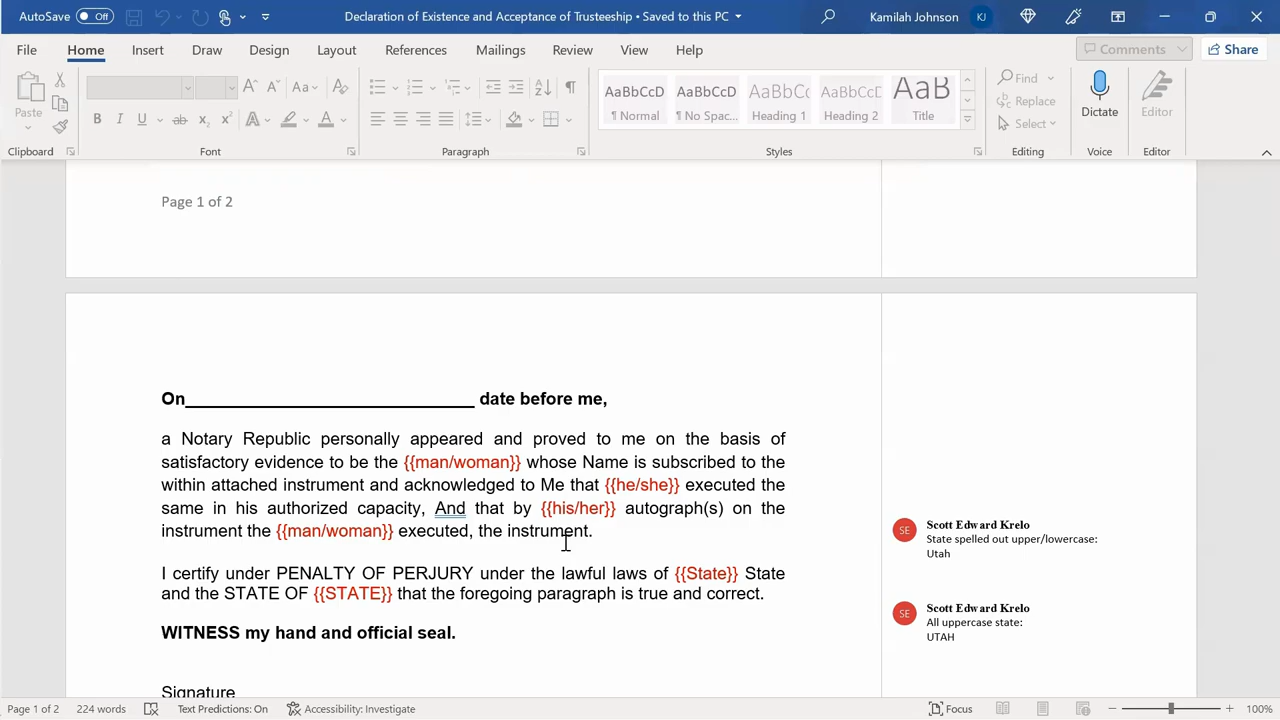 AutoSave Off
Declaration of Existence and Acceptance of Trusteeship • Saved to this PC
Kamilah Johnson KJ
File Home Insert Draw Design Layout References Mailings Review View Help
Comments Share
Paste
Aa
B I U ab x₂ x² A A
AaBbCcD AaBbCcD AaBbCc AaBbCcD AaB
¶ Normal ¶ No Spac... Heading 1 Heading 2 Title
Find
Replace
Select
Dictate
Editor
Clipboard Font Paragraph Styles Editing Voice Editor
Page 1 of 2
On__________________________ date before me,
a Notary Republic personally appeared and proved to me on the basis of
satisfactory evidence to be the {{man/woman}} whose Name is subscribed to the
within attached instrument and acknowledged to Me that {{he/she}} executed the
same in his authorized capacity, And that by {{his/her}} autograph(s) on the
instrument the {{man/woman}} executed, the instrument.
I certify under PENALTY OF PERJURY under the lawful laws of {{State}} State
and the STATE OF {{STATE}} that the foregoing paragraph is true and correct.
WITNESS my hand and official seal.
Signature
SE Scott Edward Krelo
State spelled out upper/lowercase:
Utah
SE Scott Edward Krelo
All uppercase state:
UTAH
Page 1 of 2 224 words Text Predictions: On Accessibility: Investigate Focus 100%